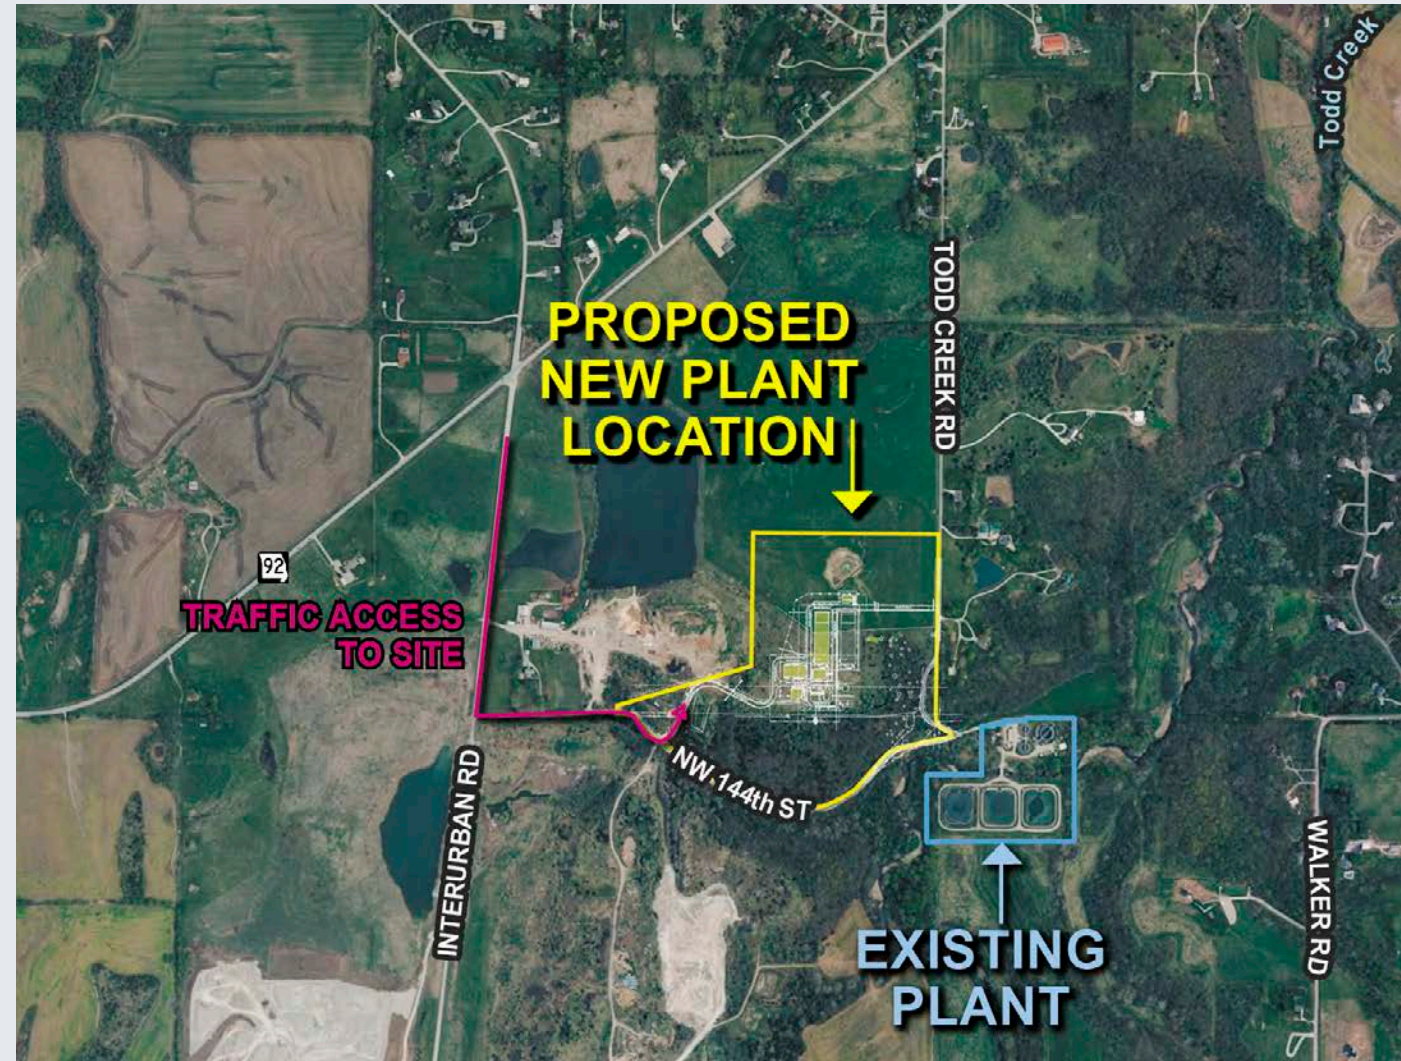 Todd Creek
TODD CREEK RD
PROPOSED
NEW PLANT
LOCATION
92
TRAFFIC ACCESS
TO SITE
NW 144th ST
INTERURBAN RD
WALKER RD
EXISTING
PLANT